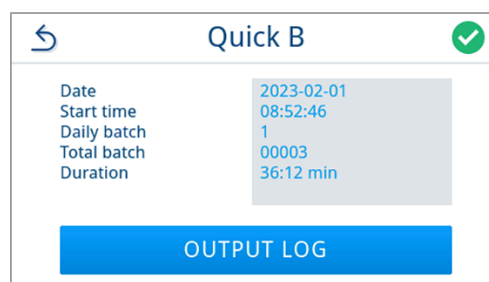 Quick B
Date 2023-02-01
Start time 08:52:46
Daily batch 1
Total batch 00003
Duration 36:12 min
OUTPUT LOG